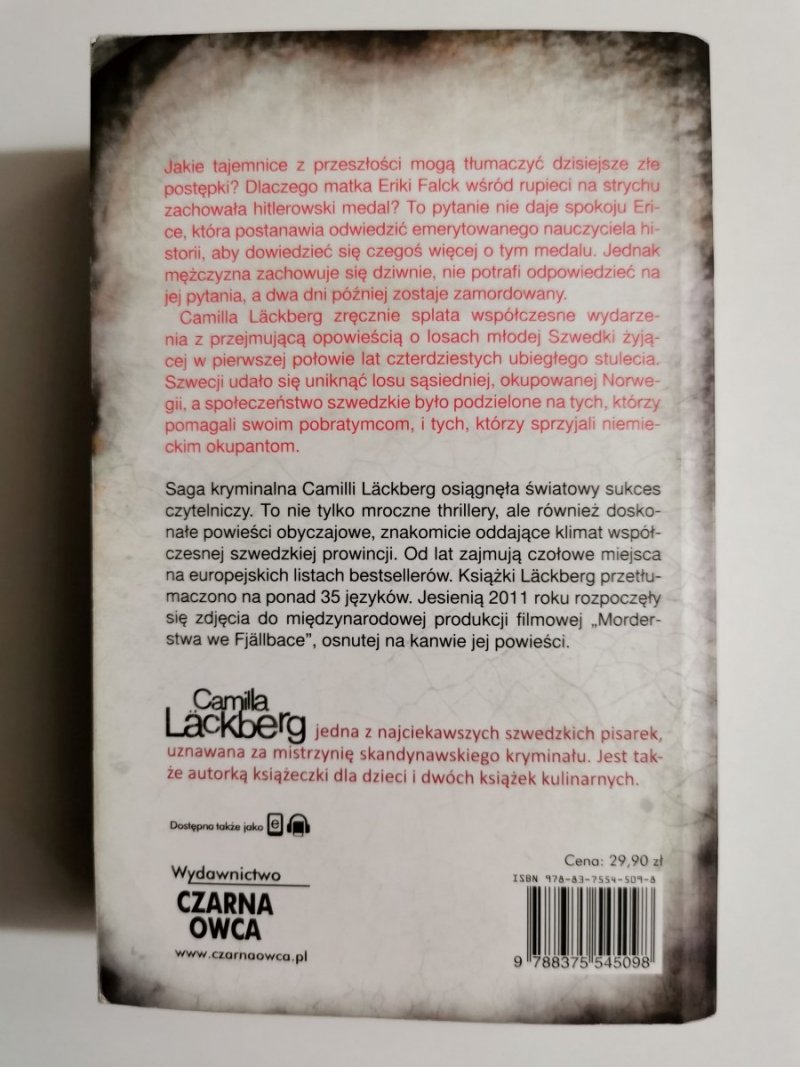 Jakie tajemnice z przeszłości mogą tłumaczyć dzisiejsze złe
postępki? Dlaczego matka Eriki Falck wśród rupieci na strychu
zachowała hitlerowski medal? To pytanie nie daje spokoju Eri-
ce, która postanawia odwiedzić emerytowanego nauczyciela hi-
storii, aby dowiedzieć się czegoś więcej o tym medalu. Jednak
mężczyzna zachowuje się dziwnie, nie potrafi odpowiedzieć na
jej pytania, a dwa dni później zostaje zamordowany.
Camilla Läckberg zręcznie splata współczesne wydarze-
nia z przejmującą opowieścią o losach młodej Szwedki żyją-
cej w pierwszej połowie lat czterdziestych ubiegłego stulecia.
Szwecji udało się uniknąć losu sąsiedniej, okupowanej Norwe-
gii, a społeczeństwo szwedzkie było podzielone na tych, którzy
pomagali swoim pobratymcom, i tych, którzy sprzyjali niemie-
ckim okupantom.
Saga kryminalna Camilli Läckberg osiągnęła światowy sukces
czytelniczy. To nie tylko mroczne thrillery, ale również dosko-
nałe powieści obyczajowe, znakomicie oddające klimat współ-
czesnej szwedzkiej prowincji. Od lat zajmują czołowe miejsca
na europejskich listach bestsellerów. Książki Läckberg przetłu-
maczono na ponad 35 języków. Jesienią 2011 roku rozpoczęły
się zdjęcia do międzynarodowej produkcji filmowej „Morder-
stwa we Fjällbace”, osnutej na kanwie jej powieści.
Camilla
Läckberg jedna z najciekawszych szwedzkich pisarek,
uznawana za mistrzynię skandynawskiego kryminału. Jest tak-
że autorką książeczki dla dzieci i dwóch książek kulinarnych.
Dostępna także jako e
Wydawnictwo
CZARNA
OWCA
www.czarnaowca.pl
Cena: 29,90 zł
ISBN 978-83-7554-509-8
9 788375 545098